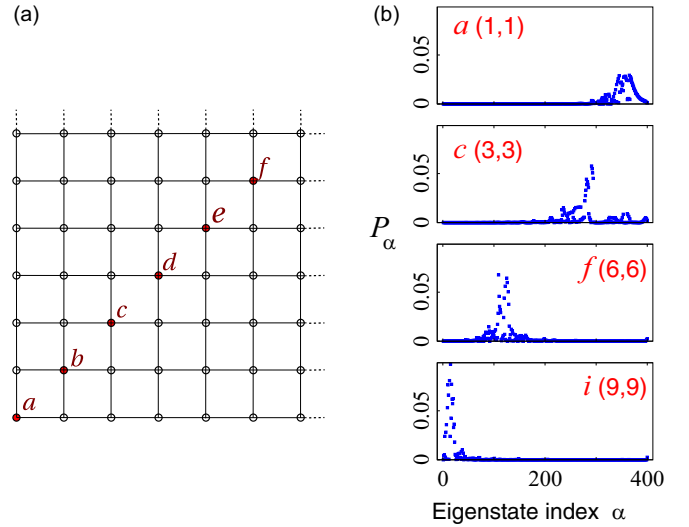 (a)
f
e
d
c
b
a
(b)
a (1,1)
0.05
0
c (3,3)
0.05
0
P_α
f (6,6)
0.05
0
i (9,9)
0.05
0
0 200 400
Eigenstate index α